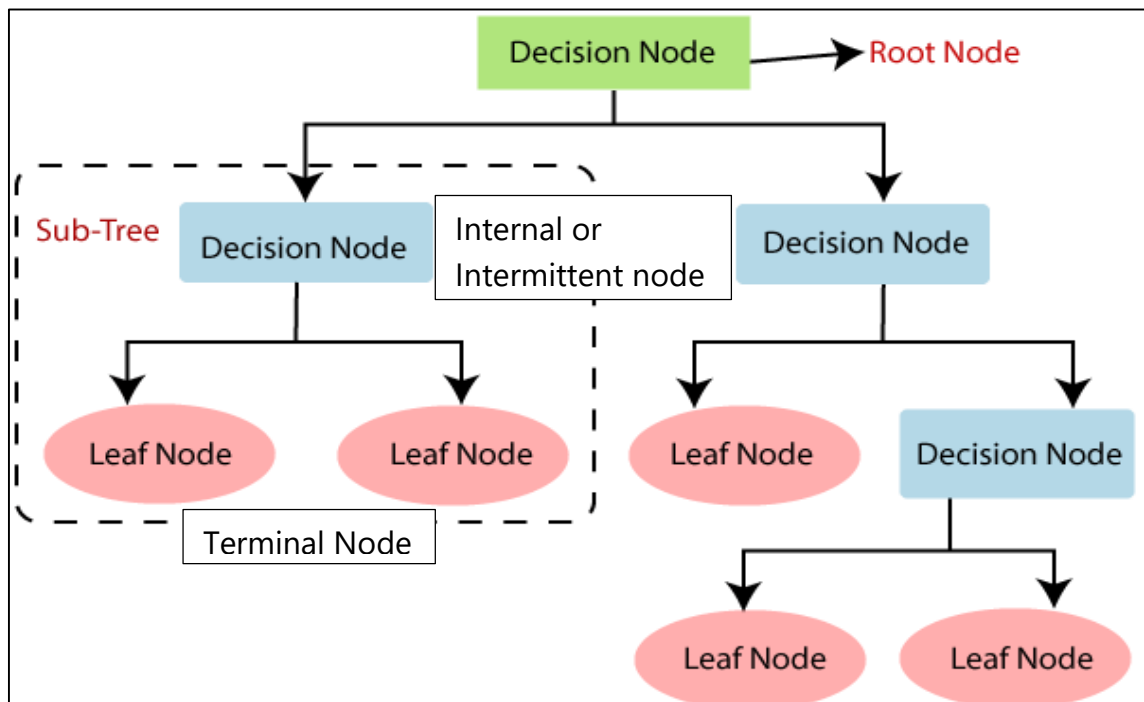 Decision Node
Root Node
Sub-Tree
Decision Node
Internal or
Intermittent node
Decision Node
Leaf Node
Leaf Node
Leaf Node
Decision Node
Terminal Node
Leaf Node
Leaf Node